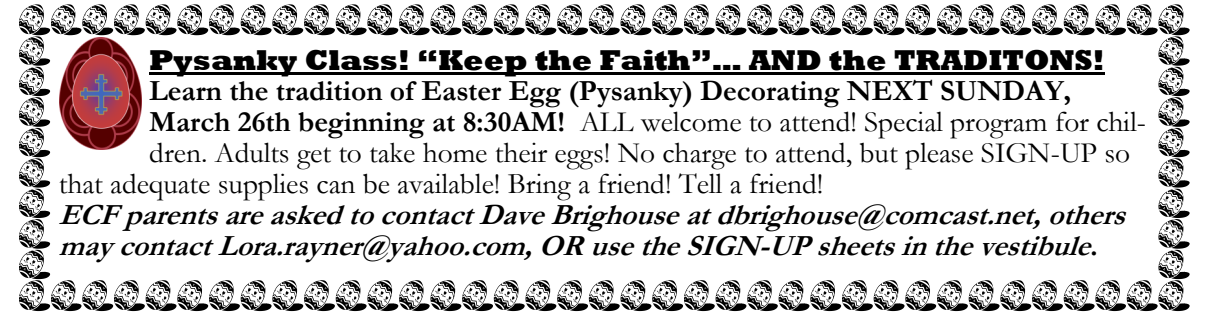 Pysanky Class! “Keep the Faith”... AND the TRADITONS!
Learn the tradition of Easter Egg (Pysanky) Decorating NEXT SUNDAY,
March 26th beginning at 8:30AM! ALL welcome to attend! Special program for chil-
dren. Adults get to take home their eggs! No charge to attend, but please SIGN-UP so
that adequate supplies can be available! Bring a friend! Tell a friend!
ECF parents are asked to contact Dave Brighouse at dbrighouse@comcast.net, others
may contact Lora.rayner@yahoo.com, OR use the SIGN-UP sheets in the vestibule.